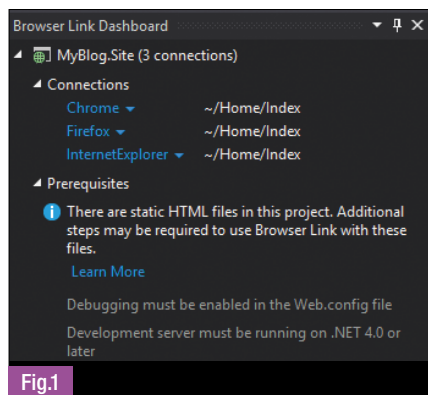 Browser Link Dashboard
MyBlog.Site (3 connections)
Connections
Chrome ~/Home/Index
Firefox ~/Home/Index
InternetExplorer ~/Home/Index
Prerequisites
There are static HTML files in this project. Additional
steps may be required to use Browser Link with these
files.
Learn More
Debugging must be enabled in the Web.config file
Development server must be running on .NET 4.0 or
later
Fig.1